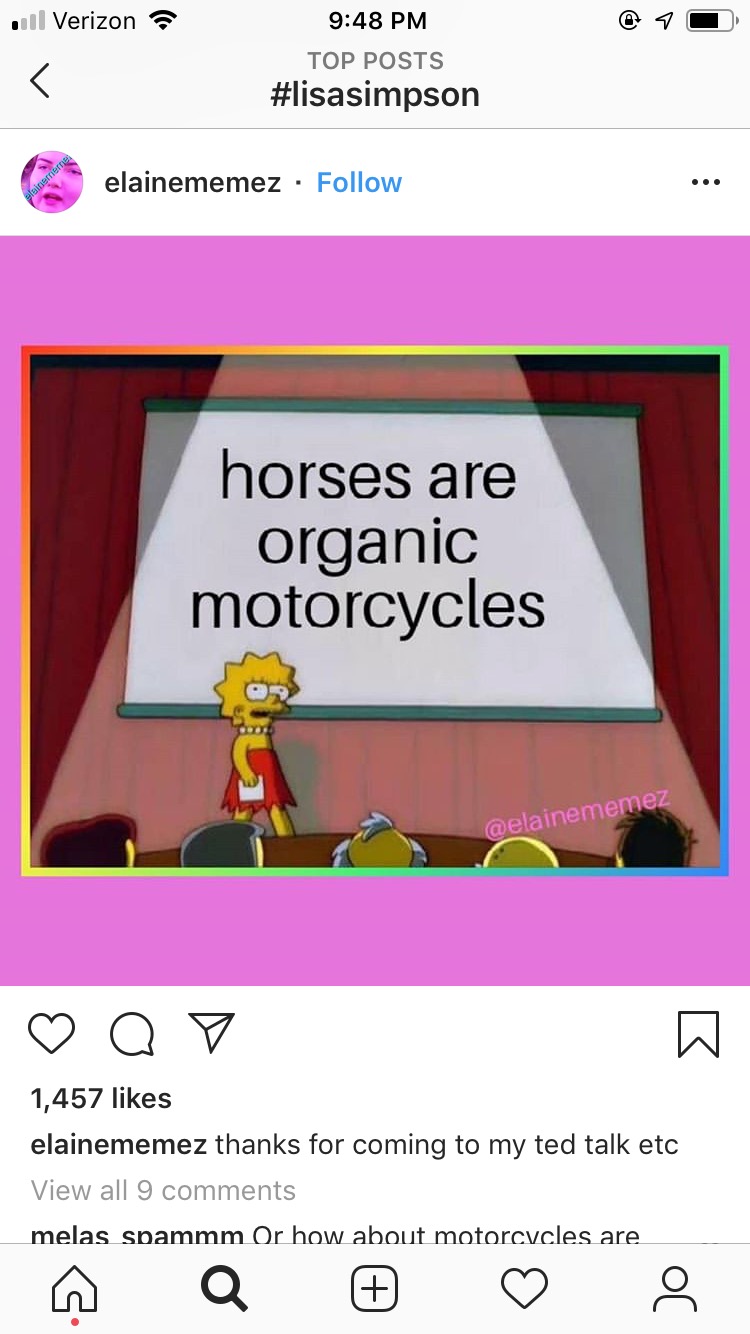 Verizon 9:48 PM
TOP POSTS
#lisasimpson
elainememez · Follow
horses are
organic
motorcycles
@elainememez
1,457 likes
elainememez thanks for coming to my ted talk etc
View all 9 comments
melas_spammm Or how about motorcycles are